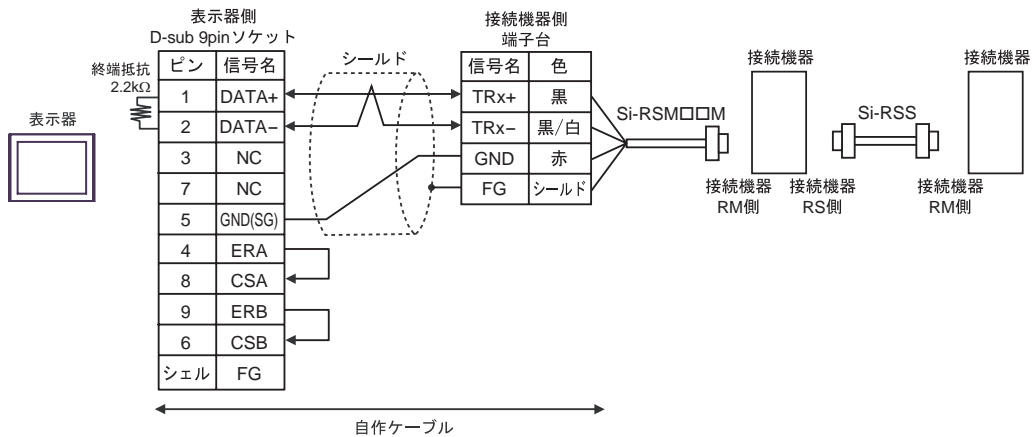 表示器側
D-sub 9pinソケット
接続機器側
端子台
シールド
終端抵抗
2.2kΩ
表示器
ピン 信号名
1 DATA+
2 DATA−
3 NC
7 NC
5 GND(SG)
4 ERA
8 CSA
9 ERB
6 CSB
シェル FG
信号名 色
TRx+ 黒
TRx− 黒/白
GND 赤
FG シールド
Si-RSM□□M
接続機器
Si-RSS
接続機器
接続機器
RM側
接続機器
RS側
接続機器
RM側
自作ケーブル